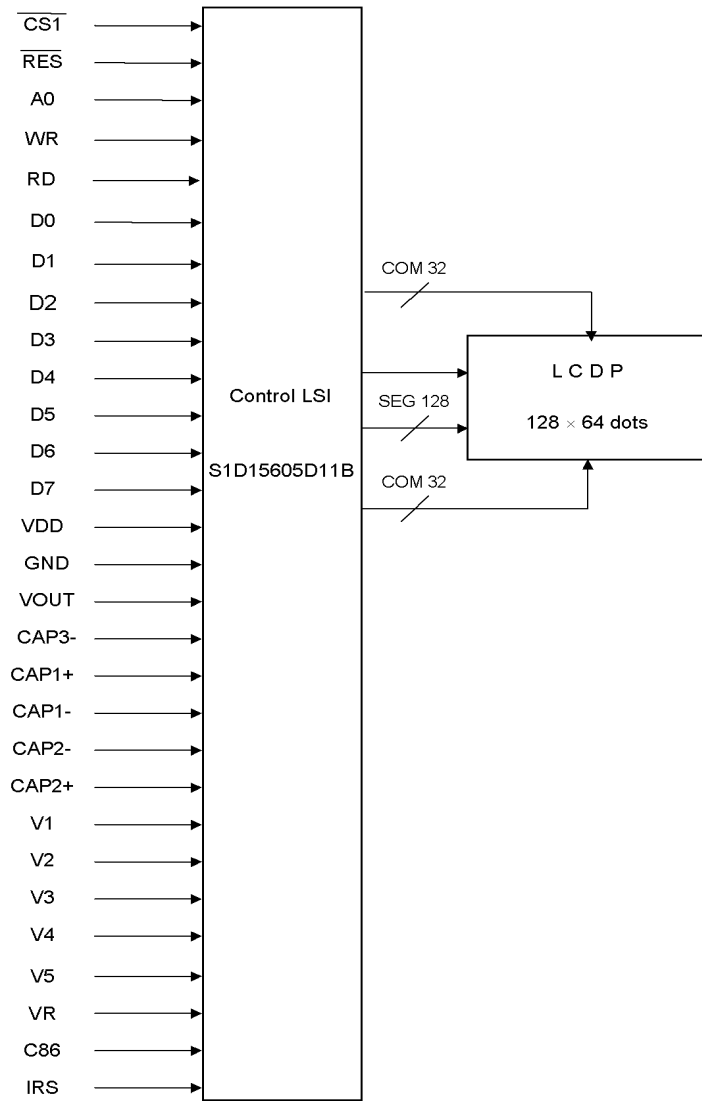 CS1
RES
A0
WR
RD
D0
D1
D2
D3
D4
D5
D6
D7
VDD
GND
VOUT
CAP3-
CAP1+
CAP1-
CAP2-
CAP2+
V1
V2
V3
V4
V5
VR
C86
IRS
Control LSI
S1D15605D11B
COM 32
SEG 128
COM 32
L C D P
128 × 64 dots